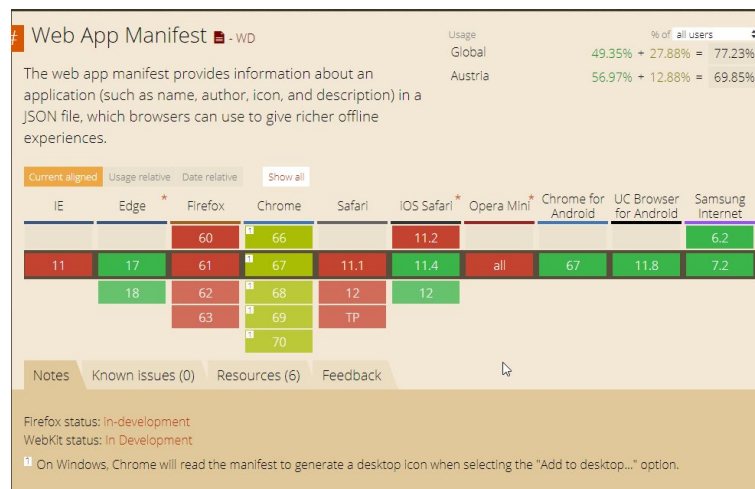 # Web App Manifest - WD
Usage % of all users
Global 49.35% + 27.88% = 77.23%
Austria 56.97% + 12.88% = 69.85%
The web app manifest provides information about an
application (such as name, author, icon, and description) in a
JSON file, which browsers can use to give richer offline
experiences.
Current aligned Usage relative Date relative Show all
IE Edge * Firefox Chrome Safari iOS Safari * Opera Mini * Chrome for Android UC Browser for Android Samsung Internet
60 1 66 11.2 6.2
11 17 61 1 67 11.1 11.4 all 67 11.8 7.2
18 62 1 68 12 12
63 1 69 TP
1 70
Notes Known issues (0) Resources (6) Feedback
Firefox status: in-development
WebKit status: In Development
1 On Windows, Chrome will read the manifest to generate a desktop icon when selecting the "Add to desktop..." option.